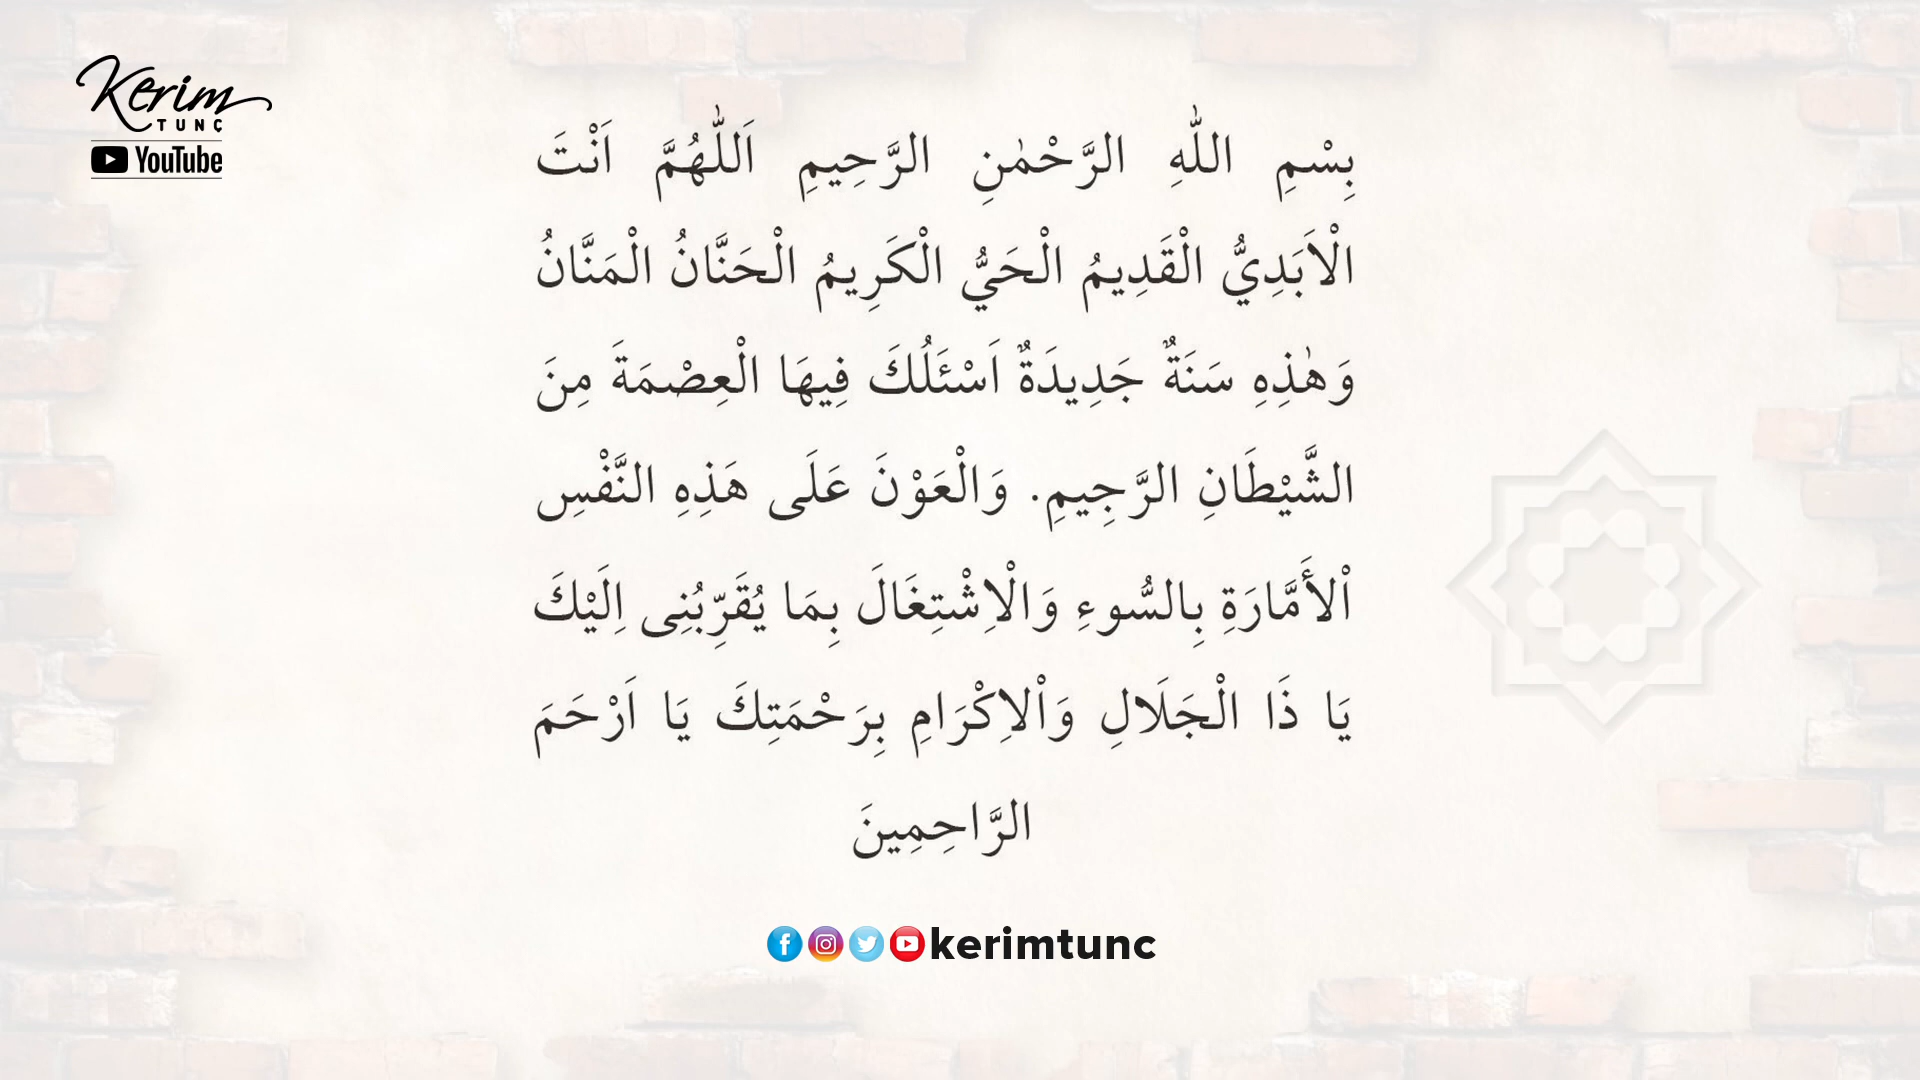 Kerim
TUNÇ
YouTube
بِسْمِ اللّٰهِ الرَّحْمٰنِ الرَّحِيمِ اَللّٰهُمَّ اَنْتَ
الْاَبَدِيُّ الْقَدِيمُ الْحَيُّ الْكَرِيمُ الْحَنَّانُ الْمَنَّانُ
وَهٰذِهِ سَنَةٌ جَدِيدَةٌ اَسْئَلُكَ فِيهَا الْعِصْمَةَ مِنَ
الشَّيْطَانِ الرَّجِيمِ. وَالْعَوْنَ عَلَى هَذِهِ النَّفْسِ
اْلأَمَّارَةِ بِالسُّوءِ وَالْاِشْتِغَالَ بِمَا يُقَرِّبُنِى اِلَيْكَ
يَا ذَا الْجَلَالِ وَاْلاِكْرَامِ بِرَحْمَتِكَ يَا اَرْحَمَ
الرَّاحِمِينَ
kerimtunc